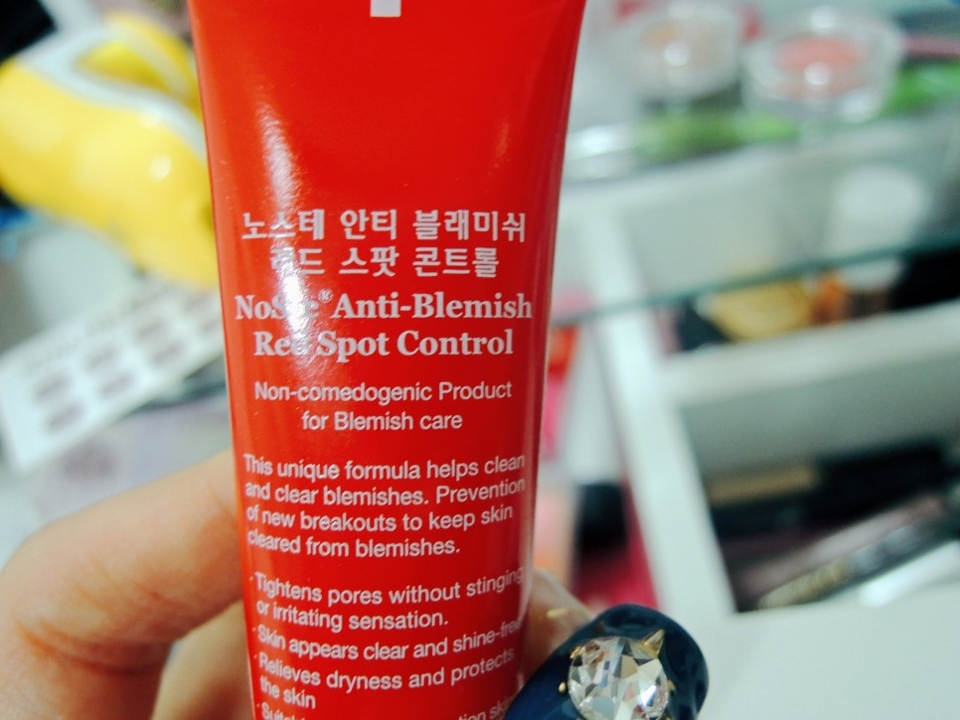 노스테 안티 블래미쉬
레드 스팟 콘트롤
Anti-Blemish
Red Spot Control
Non-comedogenic Product
for Blemish care
This unique formula helps clean
and clear blemishes. Prevention
of new breakouts to keep skin
cleared from blemishes.
· Tightens pores without stinging
or irritating sensation.
· Skin appears clear and shine-free
· Relieves dryness and protects
the skin